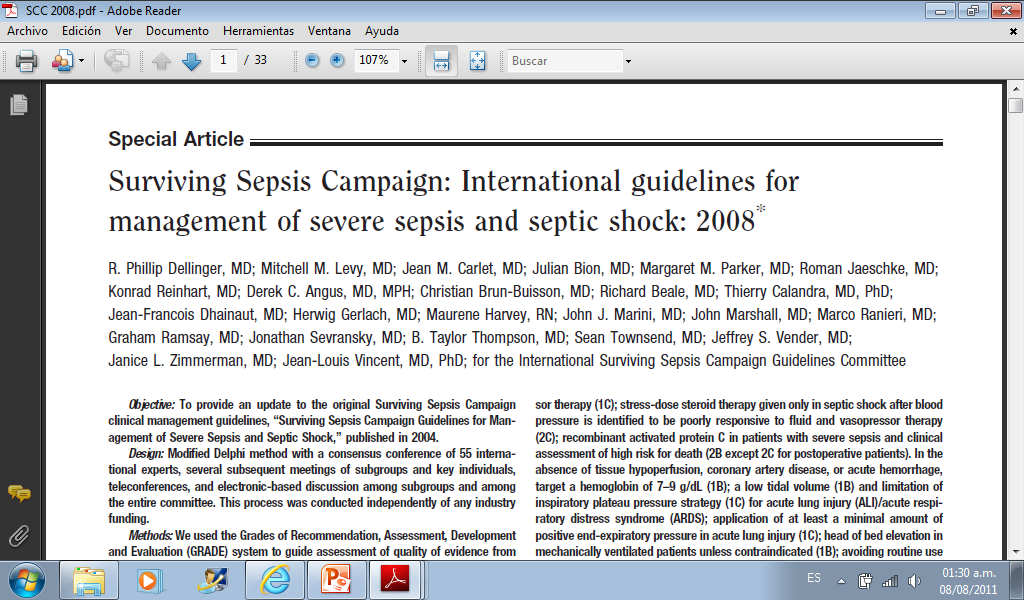 SCC 2008.pdf - Adobe Reader
Archivo Edición Ver Documento Herramientas Ventana Ayuda
1 / 33 107% Buscar
Special Article
Surviving Sepsis Campaign: International guidelines for
management of severe sepsis and septic shock: 2008*
R. Phillip Dellinger, MD; Mitchell M. Levy, MD; Jean M. Carlet, MD; Julian Bion, MD; Margaret M. Parker, MD; Roman Jaeschke, MD;
Konrad Reinhart, MD; Derek C. Angus, MD, MPH; Christian Brun-Buisson, MD; Richard Beale, MD; Thierry Calandra, MD, PhD;
Jean-Francois Dhainaut, MD; Herwig Gerlach, MD; Maurene Harvey, RN; John J. Marini, MD; John Marshall, MD; Marco Ranieri, MD;
Graham Ramsay, MD; Jonathan Sevransky, MD; B. Taylor Thompson, MD; Sean Townsend, MD; Jeffrey S. Vender, MD;
Janice L. Zimmerman, MD; Jean-Louis Vincent, MD, PhD; for the International Surviving Sepsis Campaign Guidelines Committee
Objective: To provide an update to the original Surviving Sepsis Campaign
clinical management guidelines, “Surviving Sepsis Campaign Guidelines for Man-
agement of Severe Sepsis and Septic Shock,” published in 2004.
Design: Modified Delphi method with a consensus conference of 55 interna-
tional experts, several subsequent meetings of subgroups and key individuals,
teleconferences, and electronic-based discussion among subgroups and among
the entire committee. This process was conducted independently of any industry
funding.
Methods: We used the Grades of Recommendation, Assessment, Development
and Evaluation (GRADE) system to guide assessment of quality of evidence from
sor therapy (1C); stress-dose steroid therapy given only in septic shock after blood
pressure is identified to be poorly responsive to fluid and vasopressor therapy
(2C); recombinant activated protein C in patients with severe sepsis and clinical
assessment of high risk for death (2B except 2C for postoperative patients). In the
absence of tissue hypoperfusion, coronary artery disease, or acute hemorrhage,
target a hemoglobin of 7–9 g/dL (1B); a low tidal volume (1B) and limitation of
inspiratory plateau pressure strategy (1C) for acute lung injury (ALI)/acute respi-
ratory distress syndrome (ARDS); application of at least a minimal amount of
positive end-expiratory pressure in acute lung injury (1C); head of bed elevation in
mechanically ventilated patients unless contraindicated (1B); avoiding routine use
ES
01:30 a.m.
08/08/2011